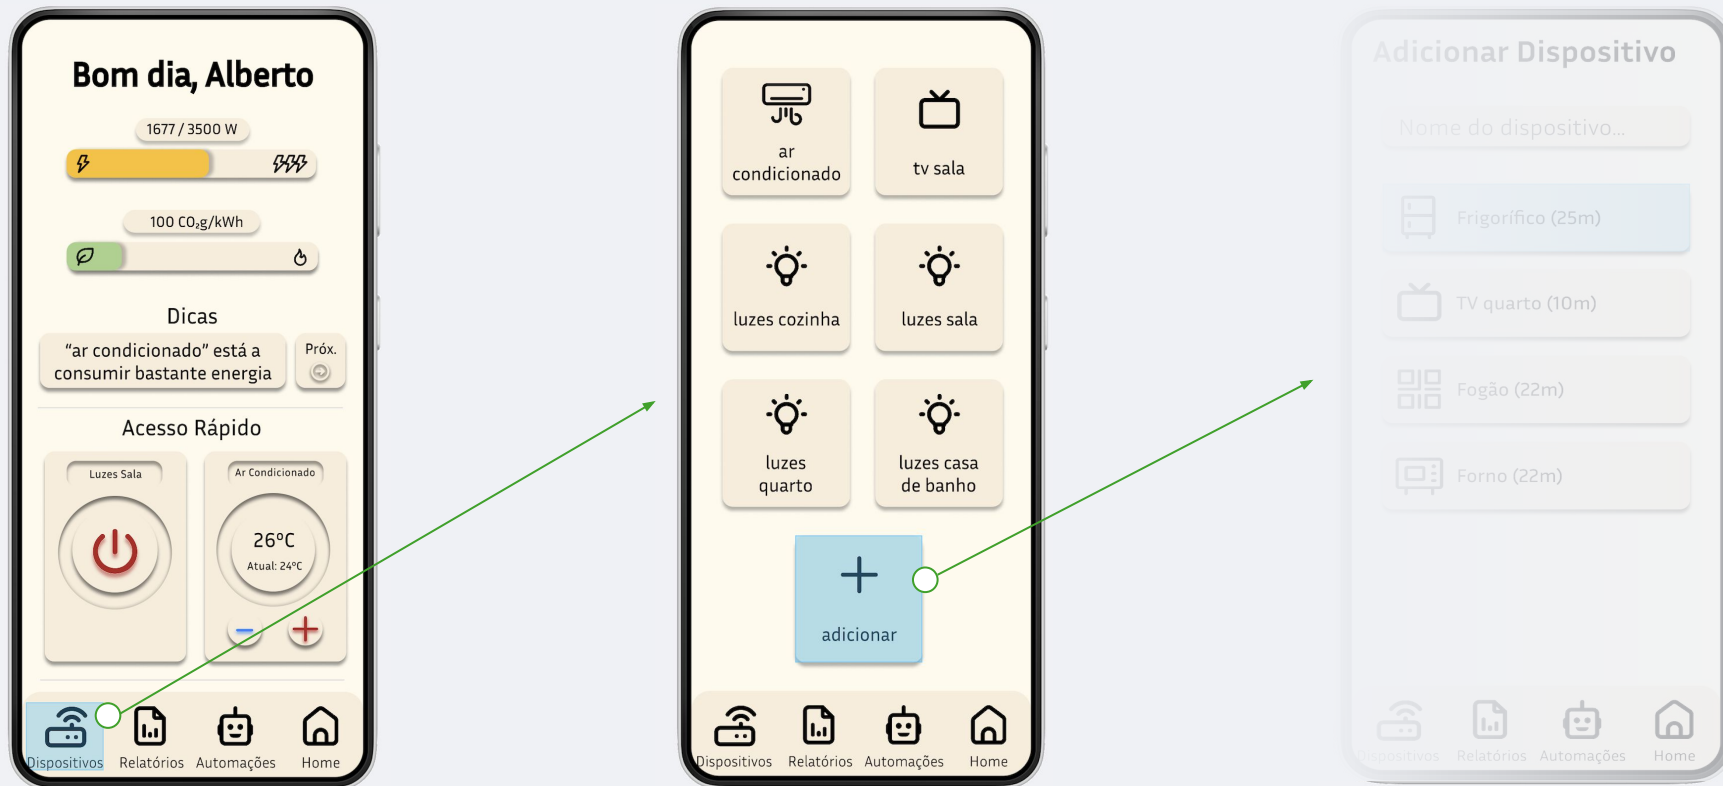 Bom dia, Alberto
1677 / 3500 W
100 CO₂g/kWh
Dicas
“ar condicionado” está a
consumir bastante energia
Próx.
Acesso Rápido
Luzes Sala
Ar Condicionado
26ºC
Atual: 24ºC
Dispositivos
Relatórios
Automações
Home
ar
condicionado
tv sala
luzes cozinha
luzes sala
luzes
quarto
luzes casa
de banho
adicionar
Dispositivos
Relatórios
Automações
Home
Adicionar Dispositivo
Nome do dispositivo...
Frigorífico (25m)
TV quarto (10m)
Fogão (22m)
Forno (22m)
Dispositivos
Relatórios
Automações
Home